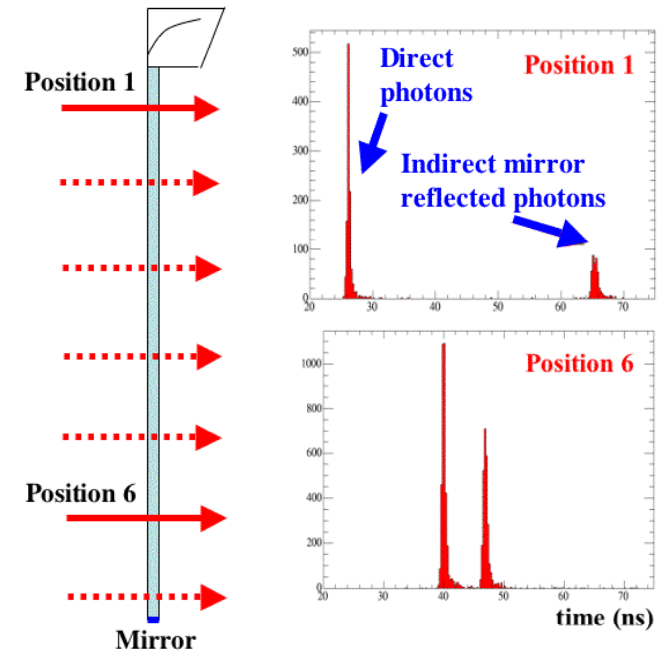 Position 1
Position 6
Mirror
Position 1
Direct
photons
Indirect mirror
reflected photons
500
400
300
200
100
0
20 30 40 50 60 70
Position 6
1000
800
600
400
200
0
20 30 40 50 60 70
time (ns)